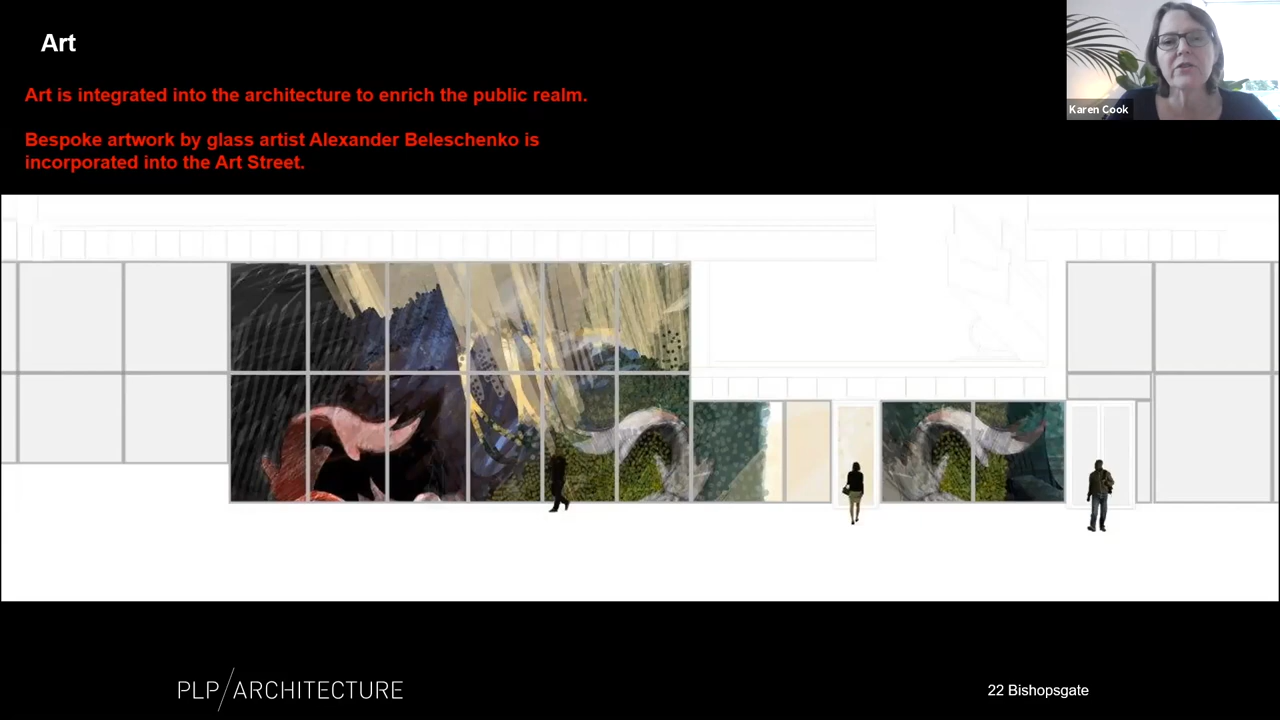 Art
Art is integrated into the architecture to enrich the public realm.
Bespoke artwork by glass artist Alexander Beleschenko is
incorporated into the Art Street.
Karen Cook
PLP/ARCHITECTURE
22 Bishopsgate